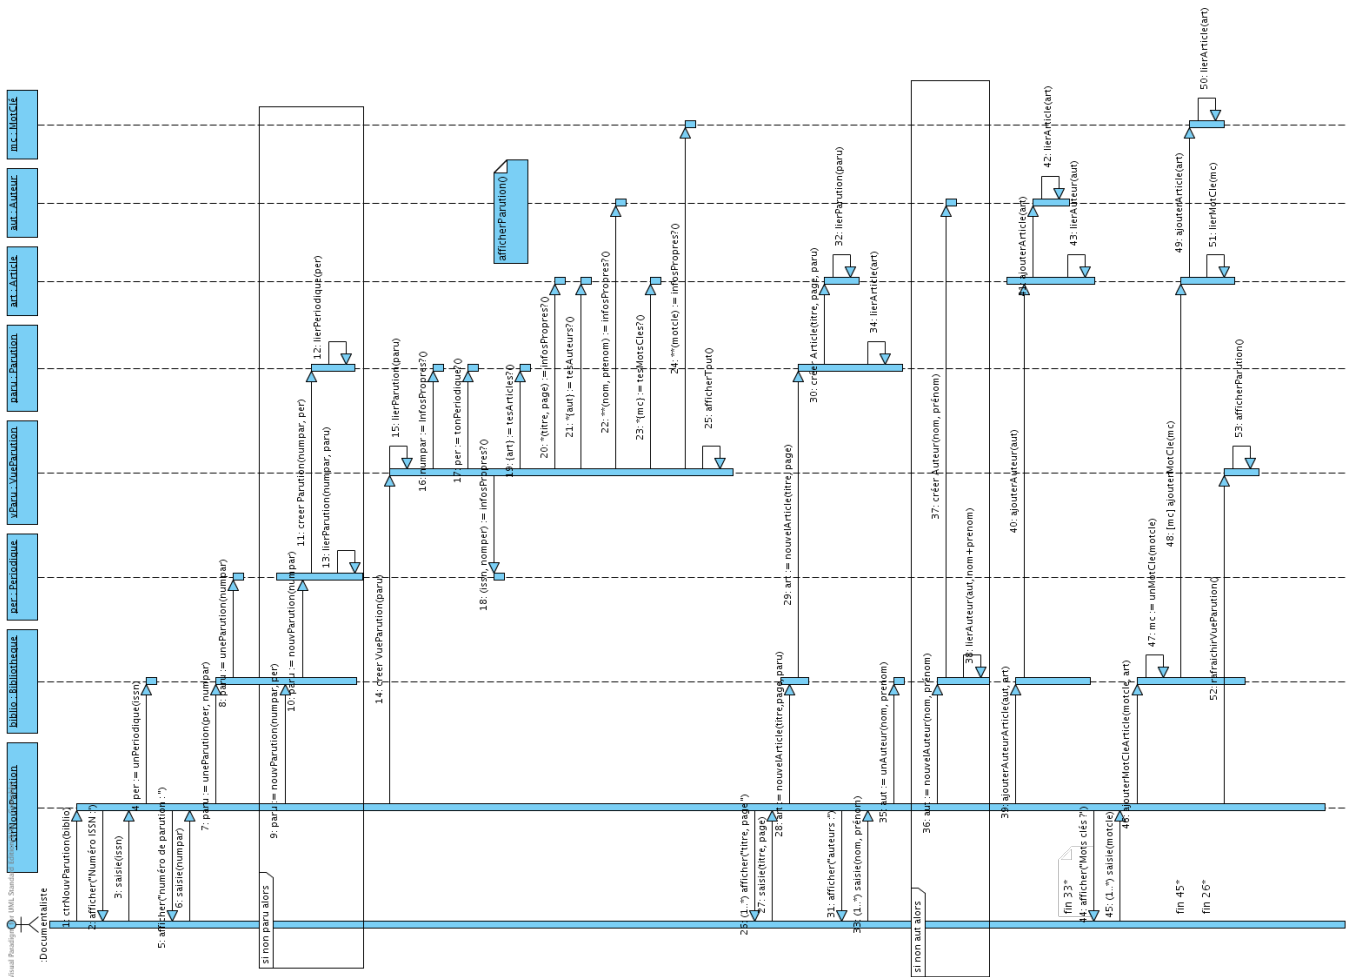 mc : MotClé
aut : Auteur
art : Article
paru : Parution
vParu : VueParution
per : Periodique
biblio : Bibliotheque
: ctrNouvParution
:Documentaliste
1: ctrNouvParution(biblio)
2: afficher("Numéro ISSN :")
3: saisie(issn)
4: per := unPeriodique(issn)
5: afficher("numéro de parution :")
6: saisie(numpar)
7: paru := uneParution(per, numpar)
8: paru := uneParution(numpar)
si non paru alors
9: paru := nouvParution(numpar, per)
10: paru := nouvParution(numpar)
11: creer Parution(numpar, per)
12: lierPeriodique(per)
13: lierParution(numpar, paru)
14: creer VueParution(paru)
15: lierParution(paru)
afficherParution()
16: numpar := InfosPropres?()
17: per := tonPeriodique?()
18: (issn, nomper) := infosPropres?()
19: {art} := tesArticles?()
20: *(titre, page) := infosPropres?()
21: *{aut} := tesAuteurs?()
22: **(nom, prenom) := infosPropres?()
23: *{mc} := tesMotsCles?()
24: **(motcle) := infosPropres?()
25: afficherTout()
26: (1..*) afficher("titre, page")
27: saisie(titre, page)
28: art := nouvelArticle(titre,page,paru)
29: art := nouvelArticle(titre, page)
30: créer Article(titre, page, paru)
31: afficher("auteurs :")
32: lierParution(paru)
33: (1..*) saisie(nom, prénom)
34: lierArticle(art)
35: aut := unAuteur(nom, prenom)
si non aut alors
36: aut := nouvelAuteur(nom, prénom)
37: créer Auteur(nom, prénom)
38: lierAuteur(aut, nom+prenom)
39: ajouterAuteurArticle(aut, art)
40: ajouterAuteur(aut)
41: ajouterArticle(art)
42: lierArticle(art)
43: lierAuteur(aut)
fin 33*
44: afficher("Mots clés ?")
45: (1..*) saisie(motcle)
46: ajouterMotCleArticle(motcle, art)
47: mc := unMotCle(motcle)
48: [mc] ajouterMotCle(mc)
49: ajouterArticle(art)
50: lierArticle(art)
51: lierMotCle(mc)
fin 45*
fin 26*
52: rafraichirVueParution()
53: afficherParution()